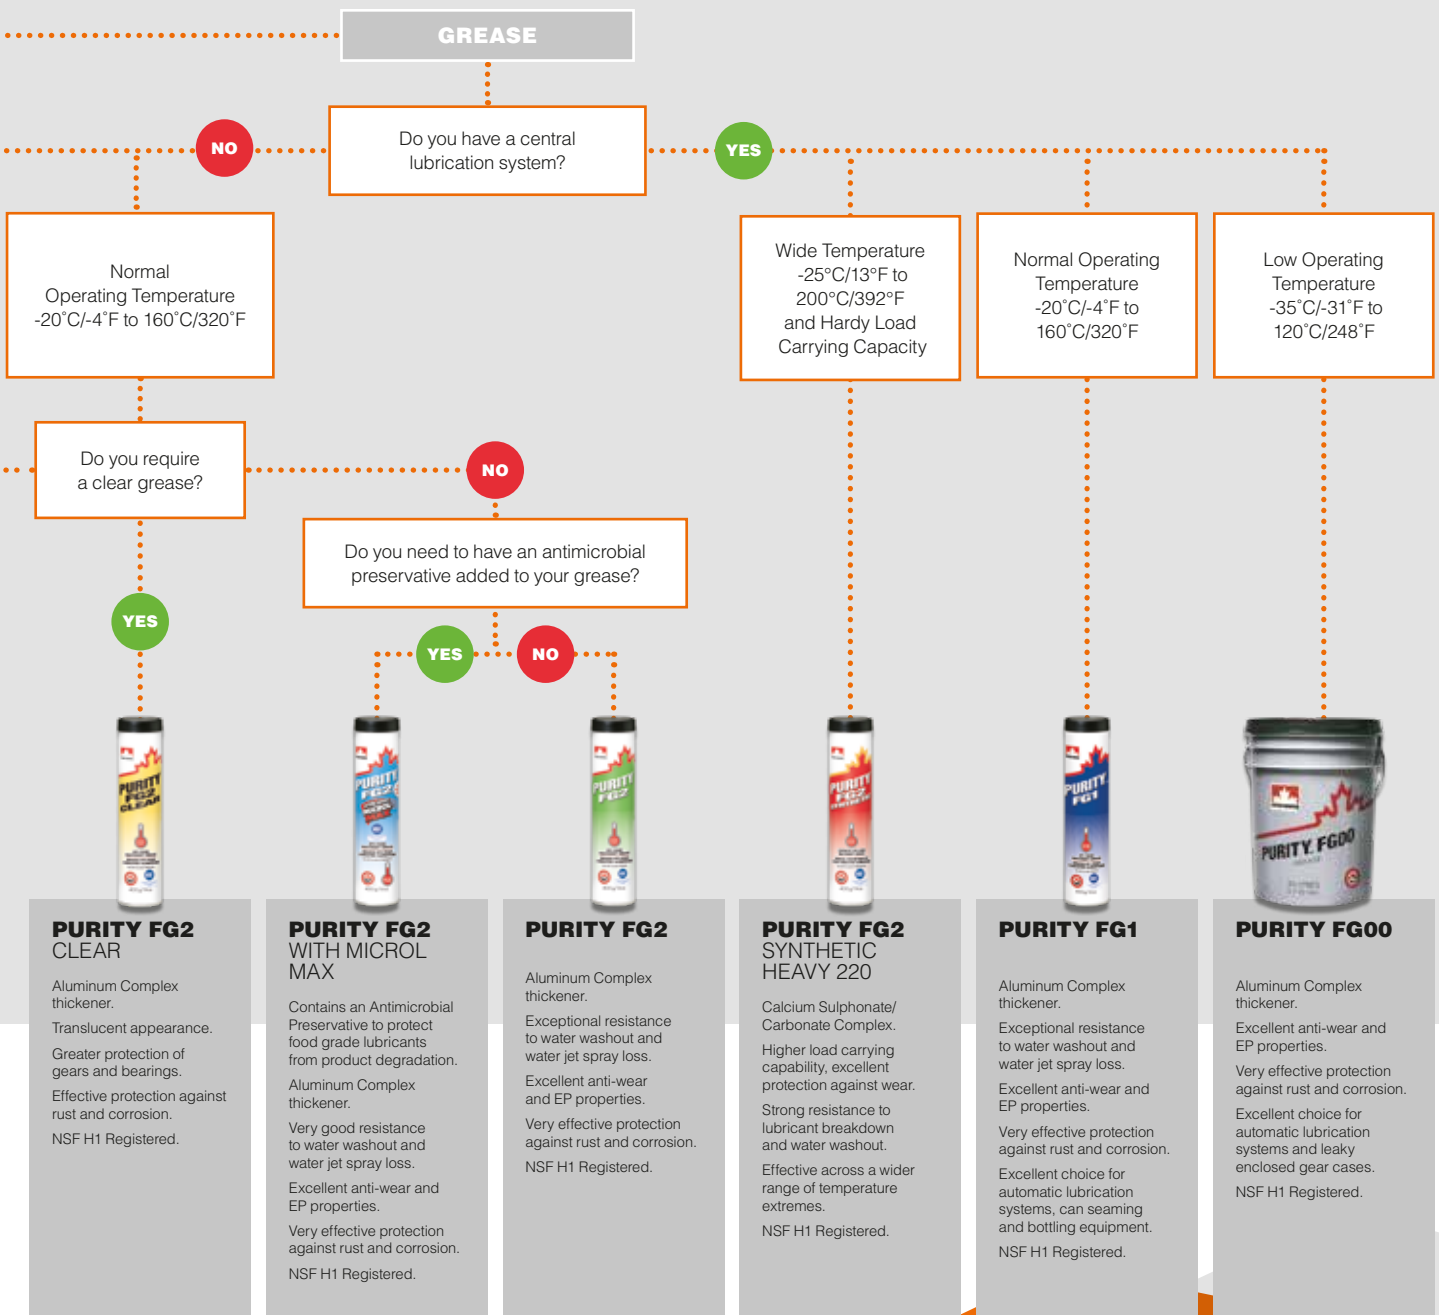 GREASE
Do you have a central
lubrication system?
NO
YES
Normal
Operating Temperature
-20˚C/-4˚F to 160˚C/320˚F
Wide Temperature
-25°C/13°F to
200°C/392°F
and Hardy Load
Carrying Capacity
Normal Operating
Temperature
-20˚C/-4˚F to
160˚C/320˚F
Low Operating
Temperature
-35˚C/-31˚F to
120˚C/248˚F
Do you require
a clear grease?
NO
Do you need to have an antimicrobial
preservative added to your grease?
YES
YES
NO
PURITY
FG2
CLEAR
PURITY
FG2
PURITY
FG2
PURITY
FG2
SYNTHETIC
PURITY
FG1
PURITY FG00
PURITY FG2
CLEAR
Aluminum Complex
thickener.
Translucent appearance.
Greater protection of
gears and bearings.
Effective protection against
rust and corrosion.
NSF H1 Registered.
PURITY FG2
WITH MICROL
MAX
Contains an Antimicrobial
Preservative to protect
food grade lubricants
from product degradation.
Aluminum Complex
thickener.
Very good resistance
to water washout and
water jet spray loss.
Excellent anti-wear and
EP properties.
Very effective protection
against rust and corrosion.
NSF H1 Registered.
PURITY FG2
Aluminum Complex
thickener.
Exceptional resistance
to water washout and
water jet spray loss.
Excellent anti-wear
and EP properties.
Very effective protection
against rust and corrosion.
NSF H1 Registered.
PURITY FG2
SYNTHETIC
HEAVY 220
Calcium Sulphonate/
Carbonate Complex.
Higher load carrying
capability, excellent
protection against wear.
Strong resistance to
lubricant breakdown
and water washout.
Effective across a wider
range of temperature
extremes.
NSF H1 Registered.
PURITY FG1
Aluminum Complex
thickener.
Exceptional resistance
to water washout and
water jet spray loss.
Excellent anti-wear and
EP properties.
Very effective protection
against rust and corrosion.
Excellent choice for
automatic lubrication
systems, can seaming
and bottling equipment.
NSF H1 Registered.
PURITY FG00
Aluminum Complex
thickener.
Excellent anti-wear and
EP properties.
Very effective protection
against rust and corrosion.
Excellent choice for
automatic lubrication
systems and leaky
enclosed gear cases.
NSF H1 Registered.